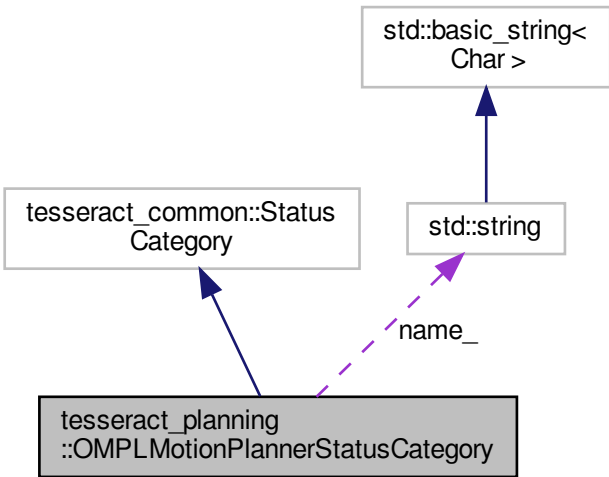 std::basic_string<
Char >
tesseract_common::Status
Category
std::string
name_
tesseract_planning
::OMPLMotionPlannerStatusCategory